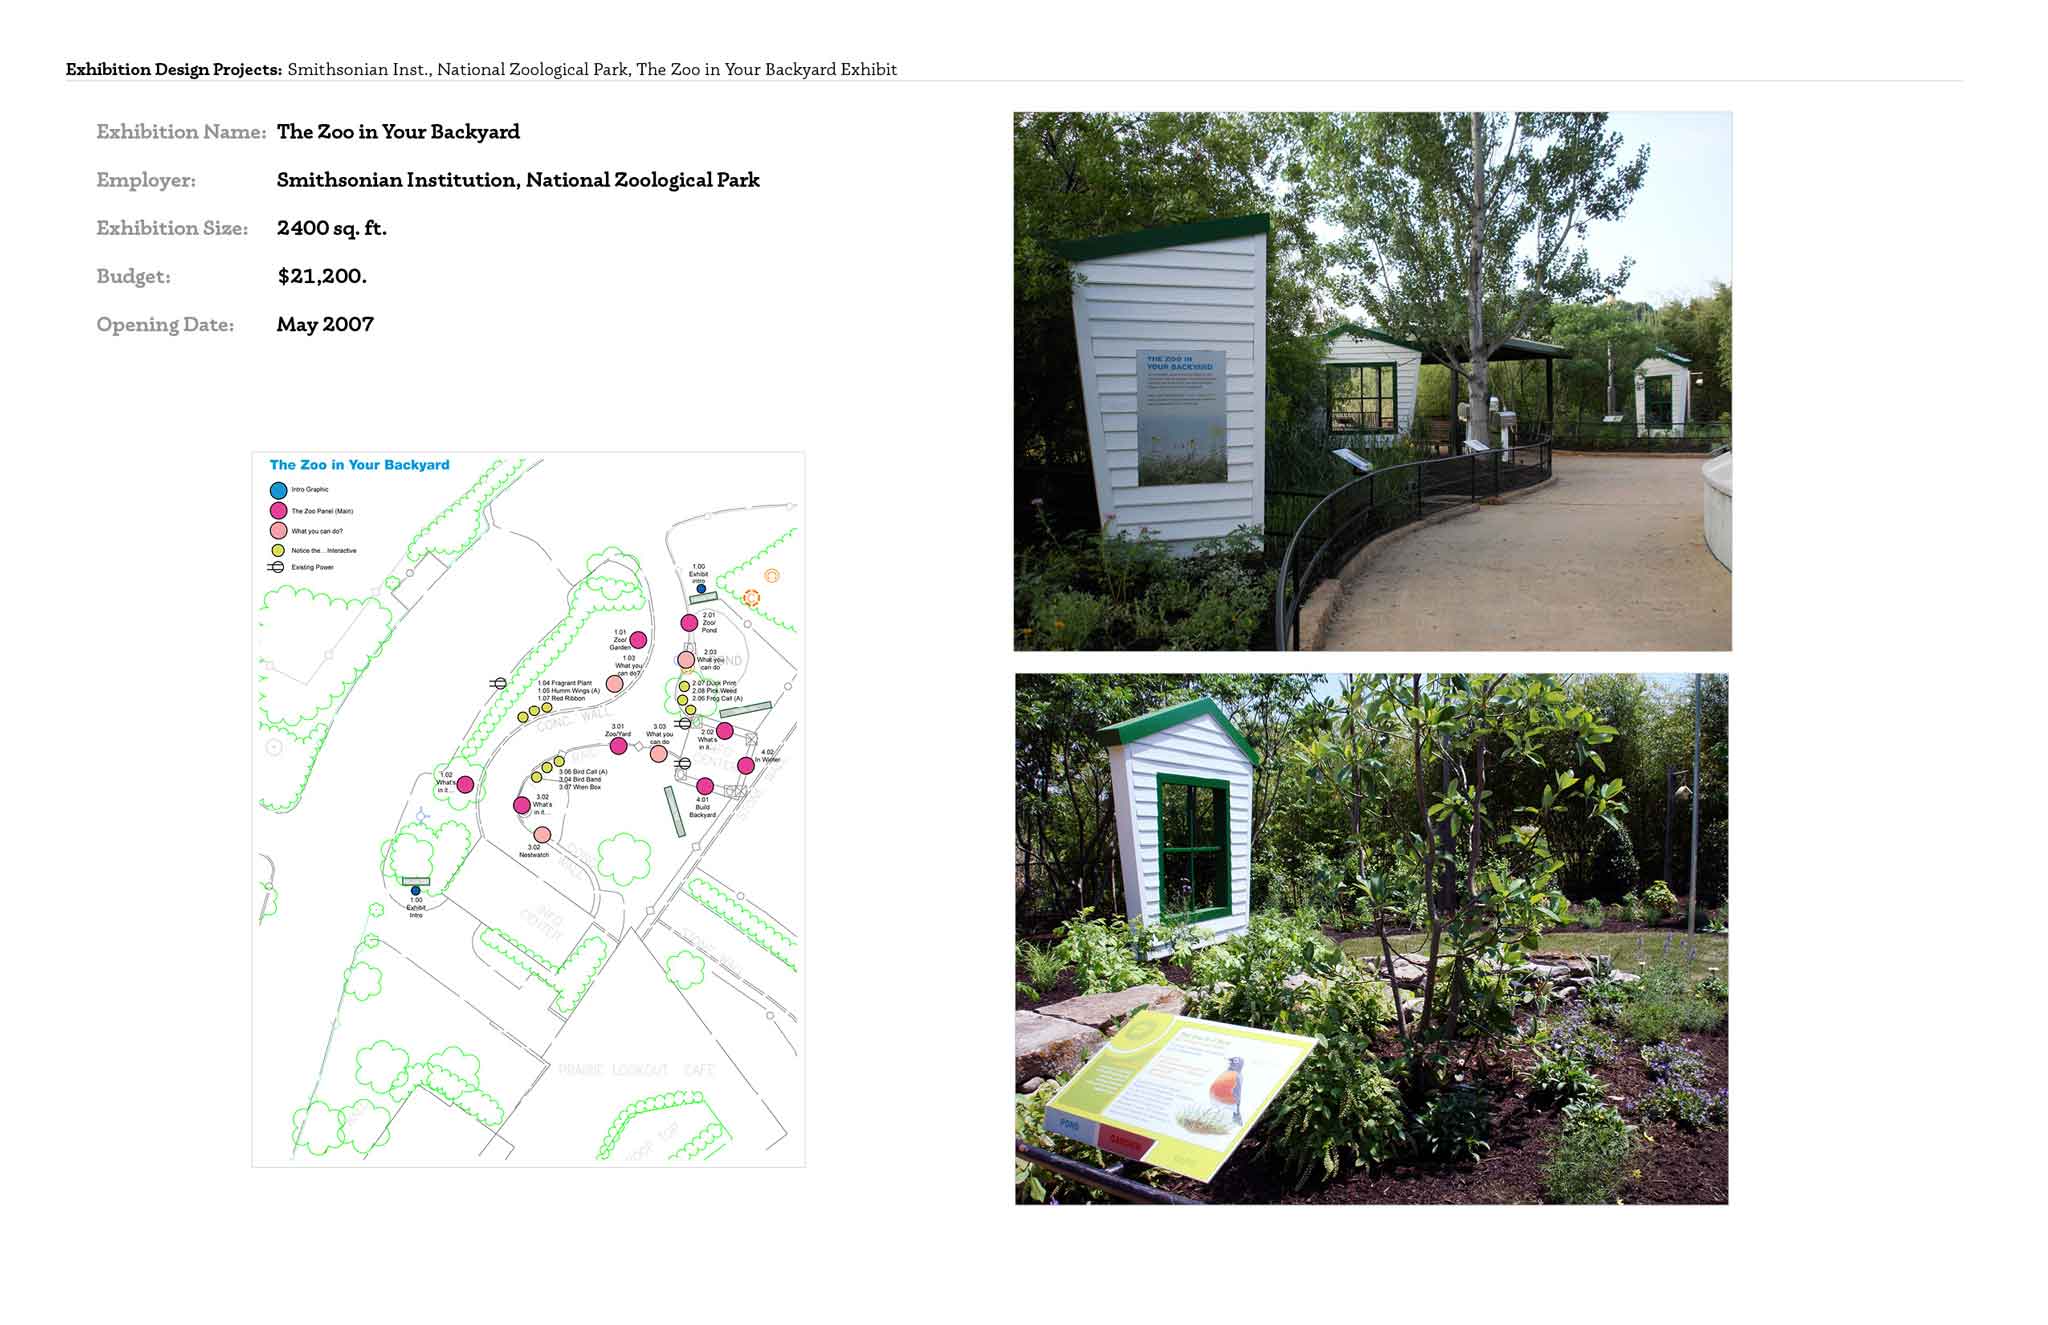 Exhibition Design Projects: Smithsonian Inst., National Zoological Park, The Zoo in Your Backyard Exhibit
Exhibition Name: The Zoo in Your Backyard
Employer: Smithsonian Institution, National Zoological Park
Exhibition Size: 2400 sq. ft.
Budget: $21,200.
Opening Date: May 2007
The Zoo in Your Backyard
Intro Graphic
The Zoo Panel (Main)
What you can do?
Notice the... Interactive
Existing Power
1.00
Exhibit
intro
2.01
Zoo/
Pond
1.01
Zoo/
Garden
1.03
What you
can do?
2.03
What you
can do
POND
1.04 Fragrant Plant
1.05 Humm.Wings (A)
1.07 Red Ribbon
2.07 Duck Print
2.08 Pick.Weed
2.06 Frog Call (A)
CONC. WALL
3.01
Zoo/Yard
3.03
What you
can do
2.02
What's
in it...
4.02
In Winter
CENTER
3.06 Bird Call (A)
3.04 Bird Band
3.07 Wren Box
1.02
What's
in it...
3.02
What's
in it...
4.01
Build
Backyard
3.02
Nestwatch
CONC.
WALL
1.00
Exhibit
Intro
INFO
CENTER
STONE WALL
PRAIRIE LOOKOUT CAFE
ROOF TOP
THE ZOO IN
YOUR BACKYARD
POND
GARDEN